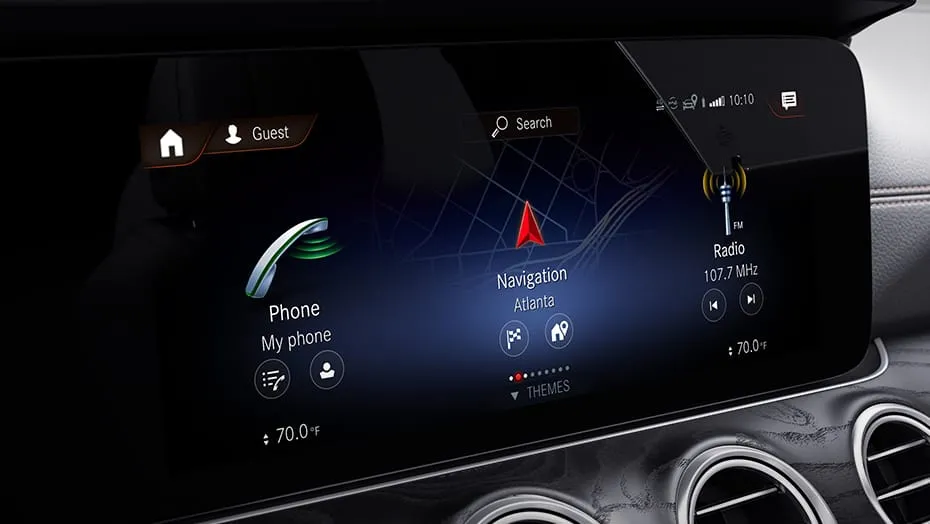 Guest
Search
10:10
FM
Phone
My phone
Navigation
Atlanta
Radio
107.7 MHz
THEMES
70.0°F
70.0°F